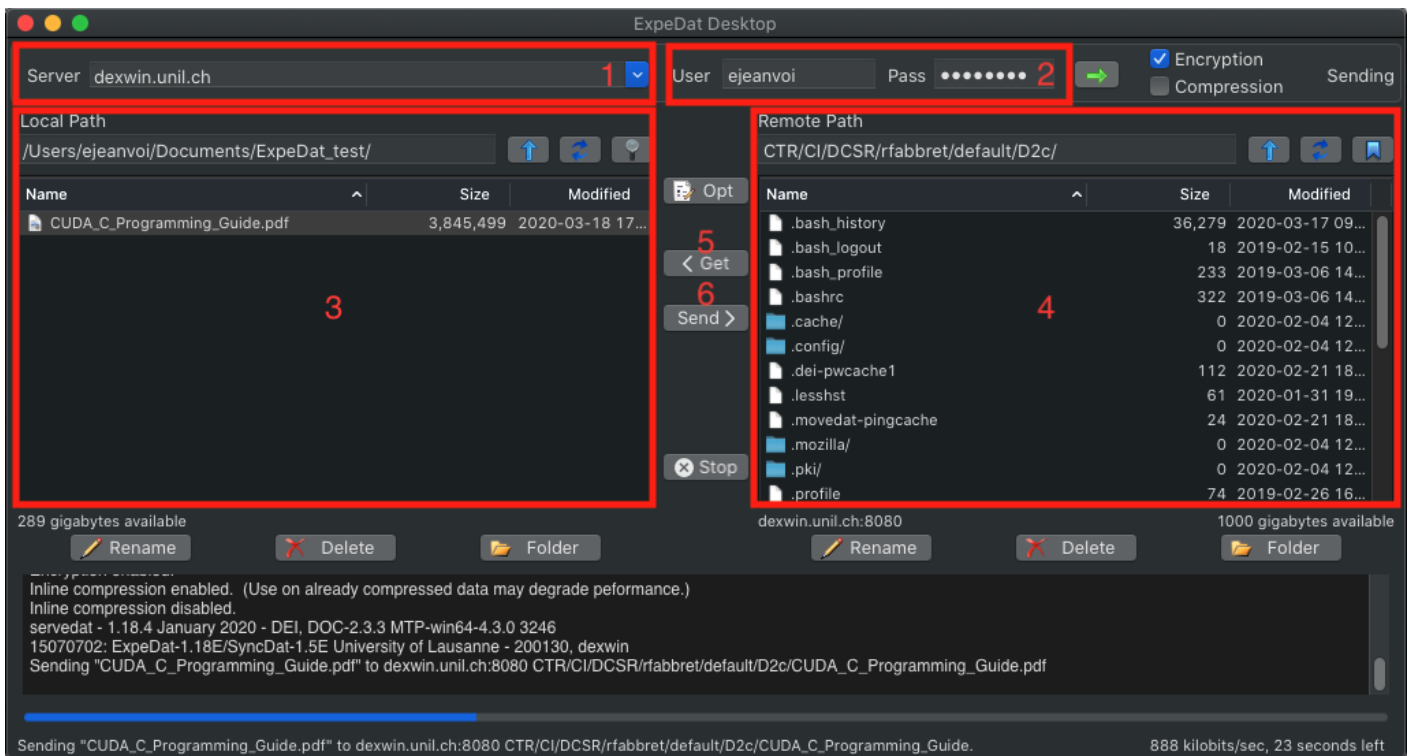 ExpeDat Desktop
Server dexwin.unil.ch 1 User ejeanvoi Pass •••••••• 2 Encryption
Compression Sending
Local Path Remote Path
/Users/ejeanvoi/Documents/ExpeDat_test/ CTR/CI/DCSR/rfabbret/default/D2c/
Name Size Modified Opt Name Size Modified
CUDA_C_Programming_Guide.pdf 3,845,499 2020-03-18 17... .bash_history 36,279 2020-03-17 09...
5 .bash_logout 18 2019-02-15 10...
< Get .bash_profile 233 2019-03-06 14...
3 6 .bashrc 322 2019-03-06 14... 4
Send > .cache/ 0 2020-02-04 12...
.config/ 0 2020-02-04 12...
.dei-pwcache1 112 2020-02-21 18...
.lesshst 61 2020-01-31 19...
.movedat-pingcache 24 2020-02-21 18...
.mozilla/ 0 2020-02-04 12...
Stop .pki/ 0 2020-02-04 12...
.profile 74 2019-02-26 16...
289 gigabytes available dexwin.unil.ch:8080 1000 gigabytes available
Rename Delete Folder Rename Delete Folder
Encryption enabled.
Inline compression enabled. (Use on already compressed data may degrade peformance.)
Inline compression disabled.
servedat - 1.18.4 January 2020 - DEI, DOC-2.3.3 MTP-win64-4.3.0 3246
15070702: ExpeDat-1.18E/SyncDat-1.5E University of Lausanne - 200130, dexwin
Sending "CUDA_C_Programming_Guide.pdf" to dexwin.unil.ch:8080 CTR/CI/DCSR/rfabbret/default/D2c/CUDA_C_Programming_Guide.pdf
Sending "CUDA_C_Programming_Guide.pdf" to dexwin.unil.ch:8080 CTR/CI/DCSR/rfabbret/default/D2c/CUDA_C_Programming_Guide. 888 kilobits/sec, 23 seconds left